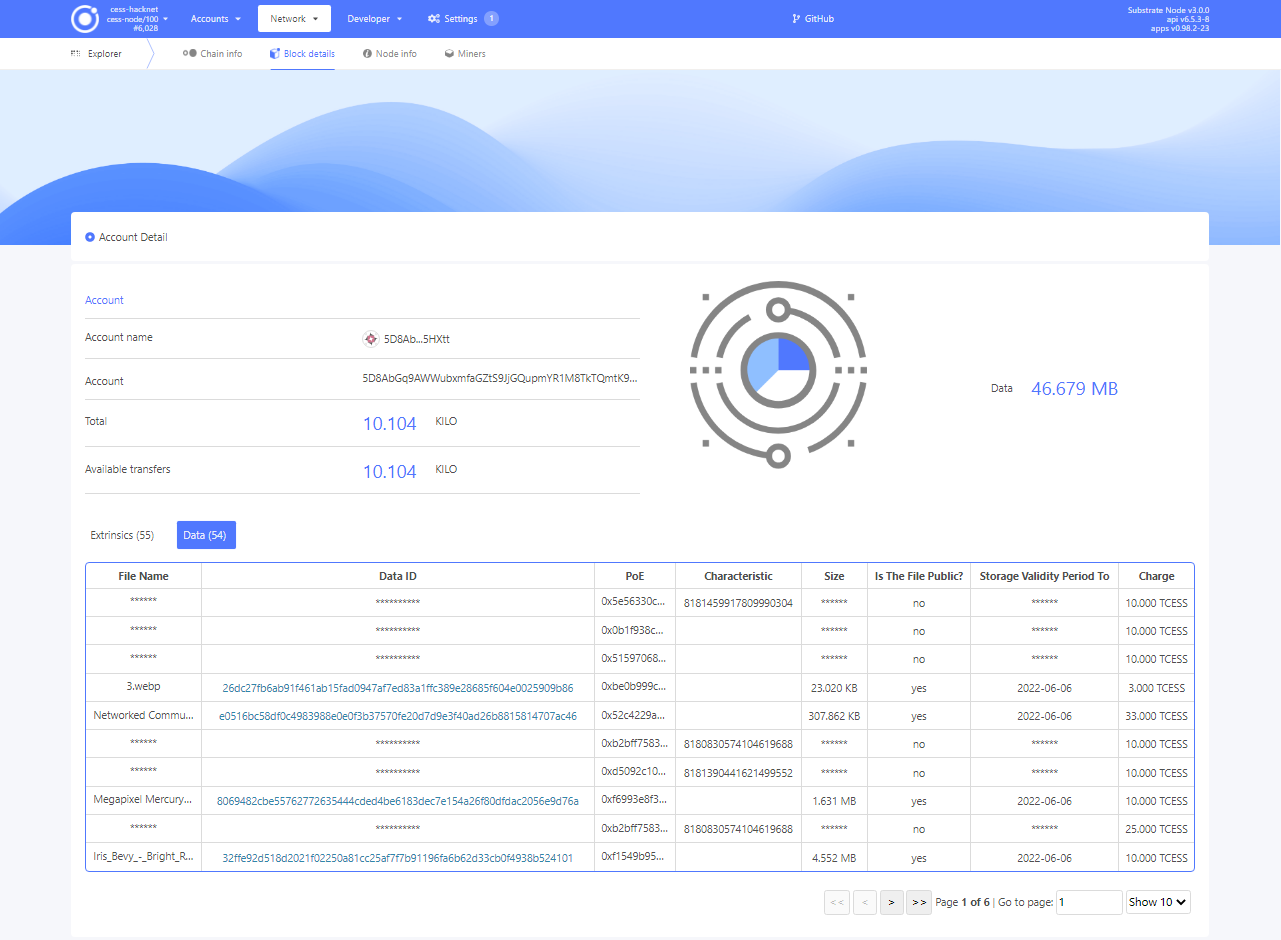 cess-hacknet
cess-node/100
#6,028
Accounts
Network
Developer
Settings 1
GitHub
Substrate Node v3.0.0
api v6.5.3-8
apps v0.98.2-23
Explorer
Chain info
Block details
Node info
Miners
Account Detail
Account
Account name 5D8Ab...5HXtt
Account 5D8AbGq9AWWubxmfaGZtS9JjGQupmYR1M8TkTQmtK9...
Total 10.104 KILO
Available transfers 10.104 KILO
Data 46.679 MB
Extrinsics (55) Data (54)
File Name Data ID PoE Characteristic Size Is The File Public? Storage Validity Period To Charge
****** ********** 0x5e56330c... 8181459917809990304 ****** no ****** 10.000 TCESS
****** ********** 0x0b1f938c... ****** no ****** 10.000 TCESS
****** ********** 0x51597068... ****** no ****** 10.000 TCESS
3.webp 26dc27fb6ab91f461ab15fad0947af7ed83a1ffc389e28685f604e0025909b86 0xbe0b999c... 23.020 KB yes 2022-06-06 3.000 TCESS
Networked Commu... e0516bc58df0c4983988e0e0f3b37570fe20d7d9e3f40ad26b8815814707ac46 0x52c4229a... 307.862 KB yes 2022-06-06 33.000 TCESS
****** ********** 0xb2bff7583... 8180830574104619688 ****** no ****** 10.000 TCESS
****** ********** 0xd5092c10... 8181390441621499552 ****** no ****** 10.000 TCESS
Megapixel Mercury... 8069482cbe55762772635444cded4be6183dec7e154a26f80dfdac2056e9d76a 0xf6993e8f3... 1.631 MB yes 2022-06-06 10.000 TCESS
****** ********** 0xb2bff7583... 8180830574104619688 ****** no ****** 25.000 TCESS
Iris_Bevy_-_Bright_R... 32ffe92d518d2021f02250a81cc25af7f7b91196fa6b62d33cb0f4938b524101 0xf1549b95... 4.552 MB yes 2022-06-06 10.000 TCESS
<< < > >> Page 1 of 6 | Go to page: 1 Show 10